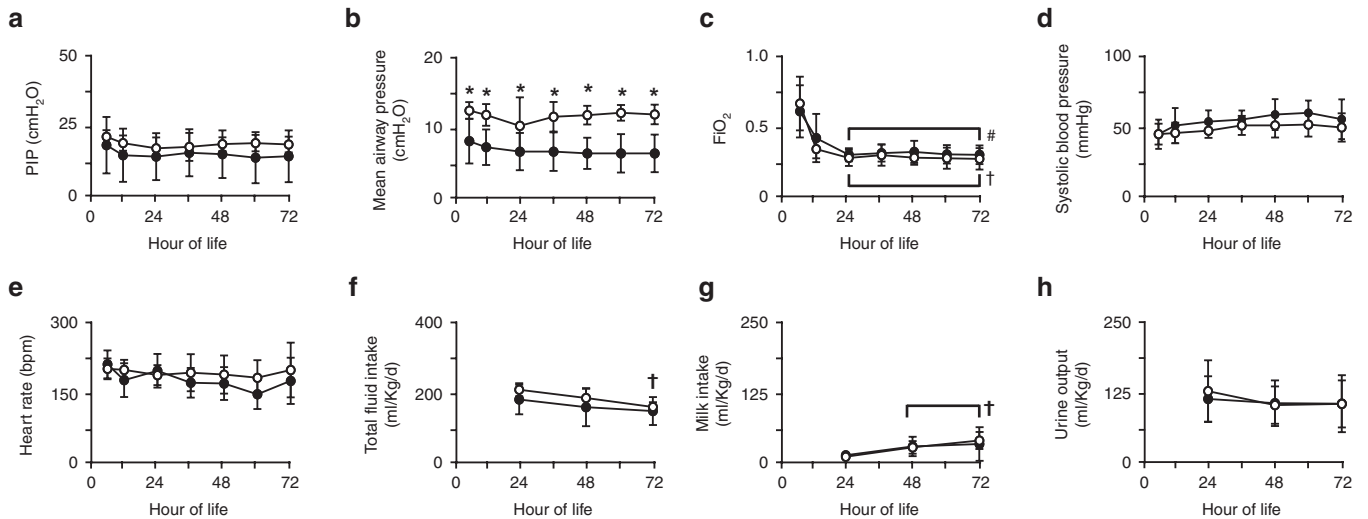 a
PIP (cmH2O)
50
25
0
0 24 48 72
Hour of life
b
Mean airway pressure
(cmH2O)
20
10
0
* * * * * * *
0 24 48 72
Hour of life
c
FiO2
1.0
0.5
0
#
†
0 24 48 72
Hour of life
d
Systolic blood pressure
(mmHg)
100
50
0
0 24 48 72
Hour of life
e
Heart rate (bpm)
300
150
0
0 24 48 72
Hour of life
f
Total fluid intake
(ml/Kg/d)
400
200
0
†
0 24 48 72
Hour of life
g
Milk intake
(ml/Kg/d)
250
125
0
†
0 24 48 72
Hour of life
h
Urine output
(ml/Kg/d)
250
125
0
0 24 48 72
Hour of life